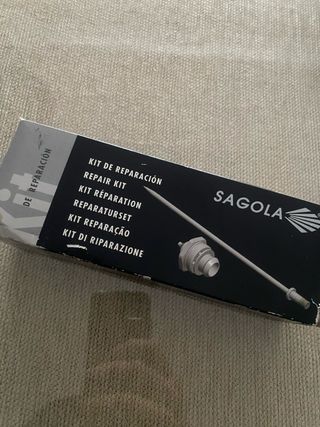 Kit
DE REPARACIÓN
KIT DE REPARACIÓN
REPAIR KIT
KIT RÉPARATION
REPARATURSET
KIT REPARAÇÃO
KIT DI RIPARAZIONE
SAGOLA